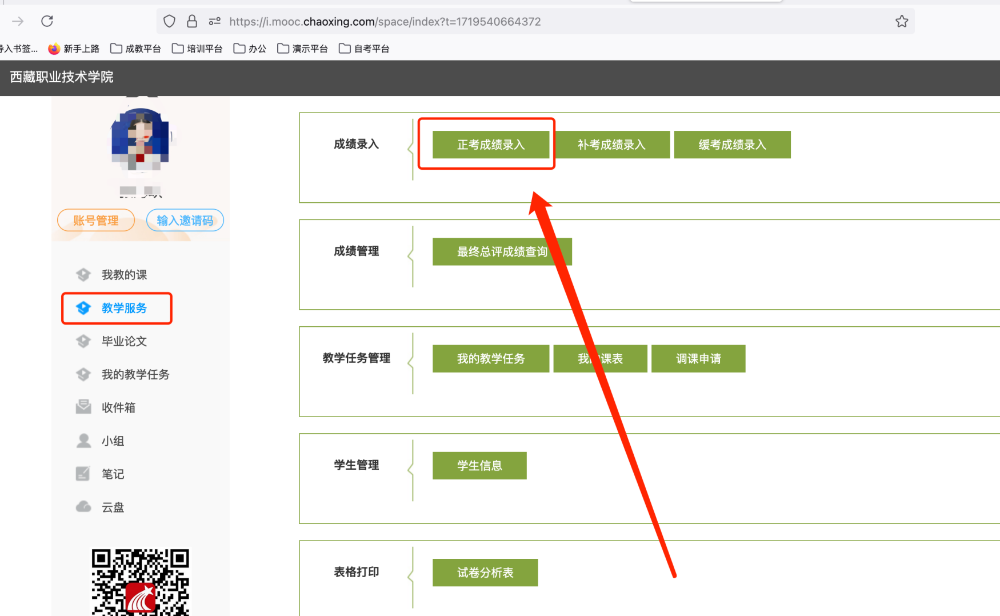 https://i.mooc.chaoxing.com/space/index?t=1719540664372
导入书签... 新手上路 成教平台 培训平台 办公 演示平台 自考平台
西藏职业技术学院
账号管理 输入邀请码
我教的课
教学服务
毕业论文
我的教学任务
收件箱
小组
笔记
云盘
成绩录入 正考成绩录入 补考成绩录入 缓考成绩录入
成绩管理 最终总评成绩查询
教学任务管理 我的教学任务 我的课表 调课申请
学生管理 学生信息
表格打印 试卷分析表